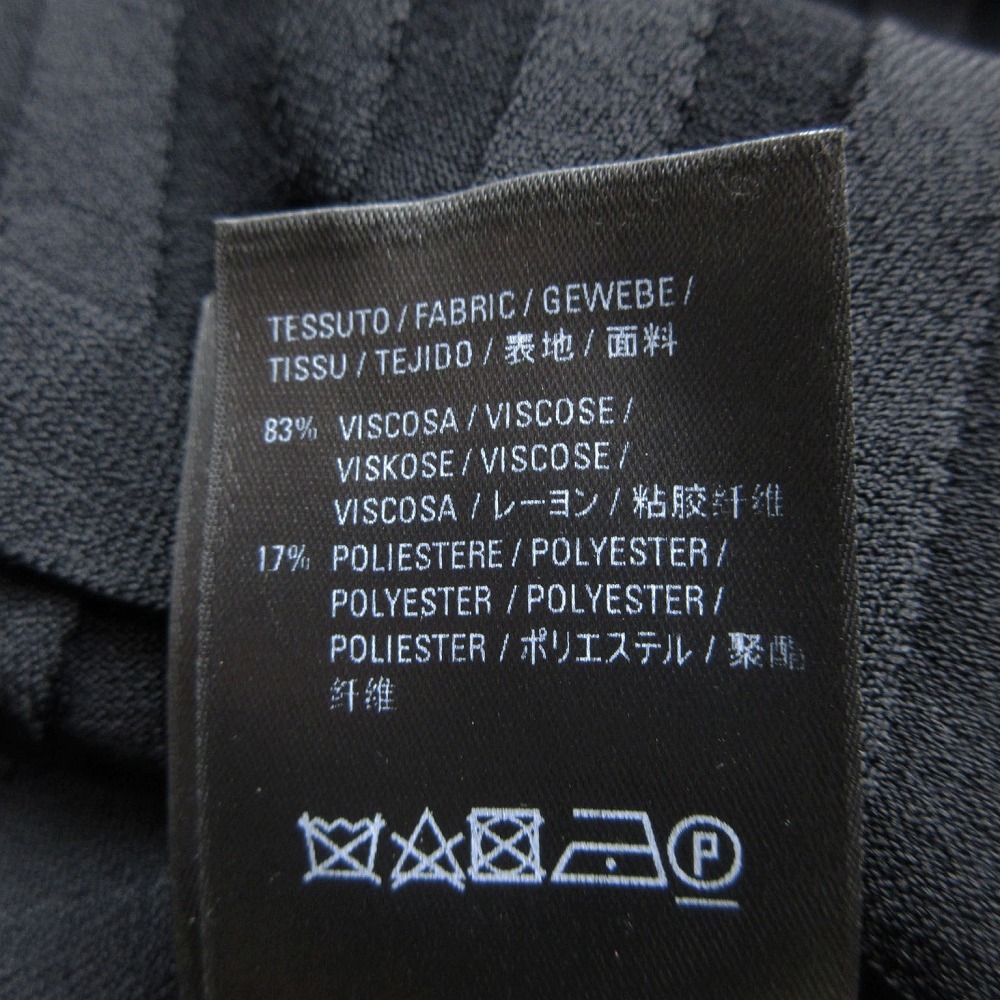 TESSUTO / FABRIC / GEWEBE /
TISSU / TEJIDO / 表地 / 面料
83% VISCOSA / VISCOSE /
VISKOSE / VISCOSE /
VISCOSA / レーヨン / 粘胶纤维
17% POLIESTERE / POLYESTER /
POLYESTER / POLYESTER /
POLIESTER / ポリエステル / 聚酯
纤维
P